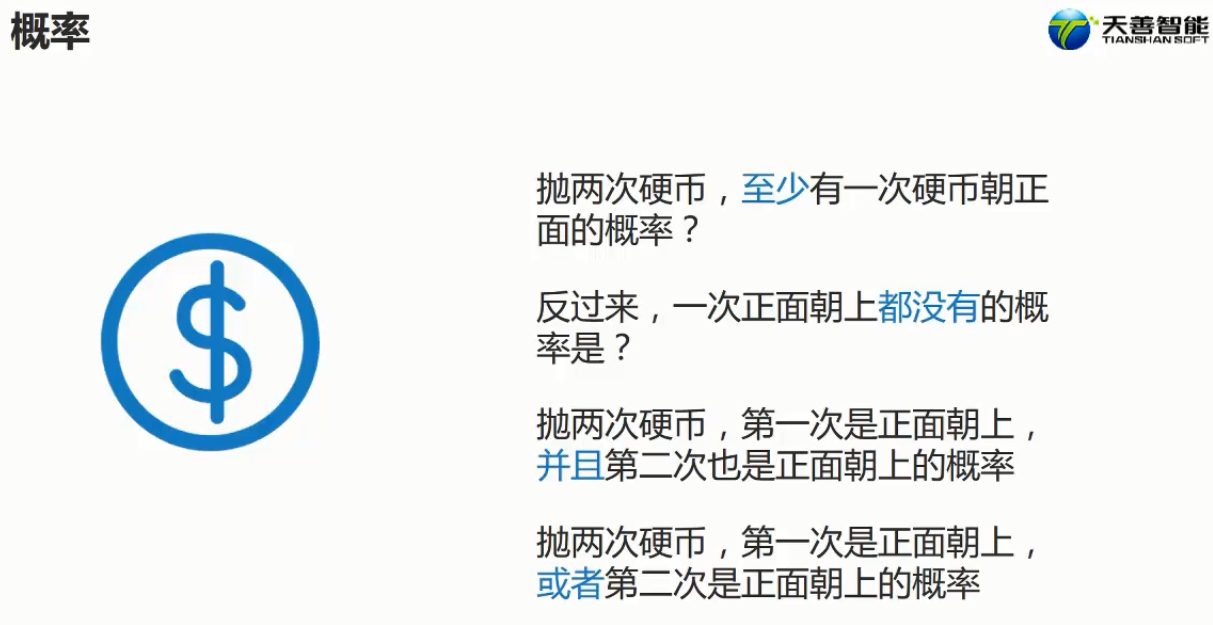 概率
天善智能
TIANSHAN SOFT
抛两次硬币，至少有一次硬币朝正
面的概率？
反过来，一次正面朝上都没有的概
率是？
抛两次硬币，第一次是正面朝上，
并且第二次也是正面朝上的概率
抛两次硬币，第一次是正面朝上，
或者第二次是正面朝上的概率
$